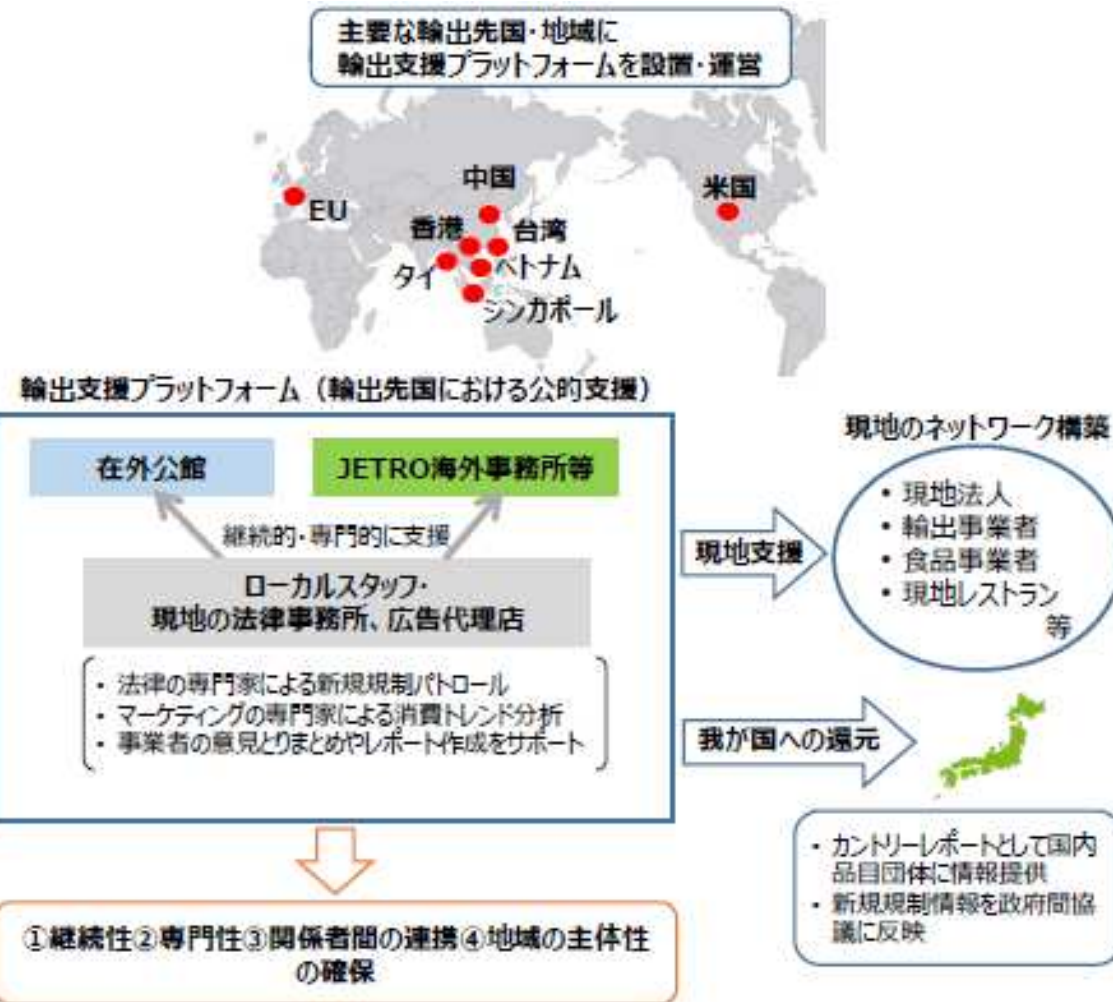 主要な輸出先国・地域に
輸出支援プラットフォームを設置・運営
中国
米国
EU
香港
台湾
タイ
ベトナム
シンガポール
輸出支援プラットフォーム（輸出先国における公的支援）
在外公館
JETRO海外事務所等
継続的・専門的に支援
ローカルスタッフ・
現地の法律事務所、広告代理店
・ 法律の専門家による新規規制パトロール
・ マーケティングの専門家による消費トレンド分析
・ 事業者の意見とりまとめやレポート作成をサポート
現地支援
現地のネットワーク構築
• 現地法人
• 輸出事業者
• 食品事業者
• 現地レストラン
等
我が国への還元
・ カントリーレポートとして国内
品目団体に情報提供
・ 新規規制情報を政府間協
議に反映
①継続性②専門性③関係者間の連携④地域の主体性
の確保